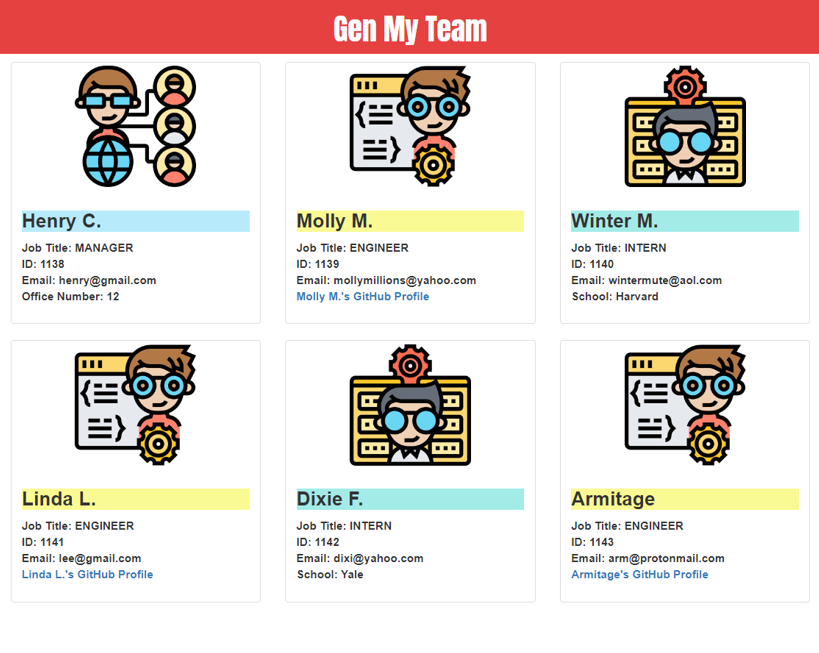 Gen My Team
Henry C.
Job Title: MANAGER
ID: 1138
Email: henry@gmail.com
Office Number: 12
Molly M.
Job Title: ENGINEER
ID: 1139
Email: mollymillions@yahoo.com
Molly M.'s GitHub Profile
Winter M.
Job Title: INTERN
ID: 1140
Email: wintermute@aol.com
School: Harvard
Linda L.
Job Title: ENGINEER
ID: 1141
Email: lee@gmail.com
Linda L.'s GitHub Profile
Dixie F.
Job Title: INTERN
ID: 1142
Email: dixi@yahoo.com
School: Yale
Armitage
Job Title: ENGINEER
ID: 1143
Email: arm@protonmail.com
Armitage's GitHub Profile